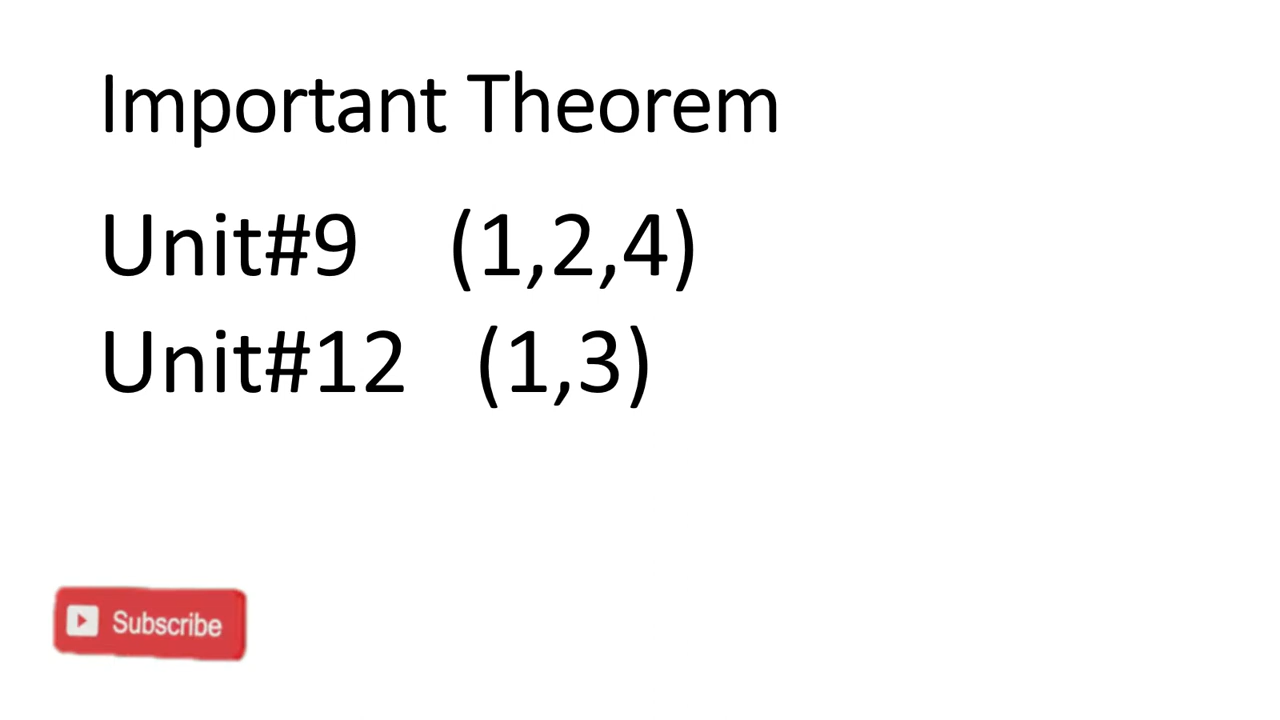 Important Theorem
Unit#9 (1,2,4)
Unit#12 (1,3)
Subscribe